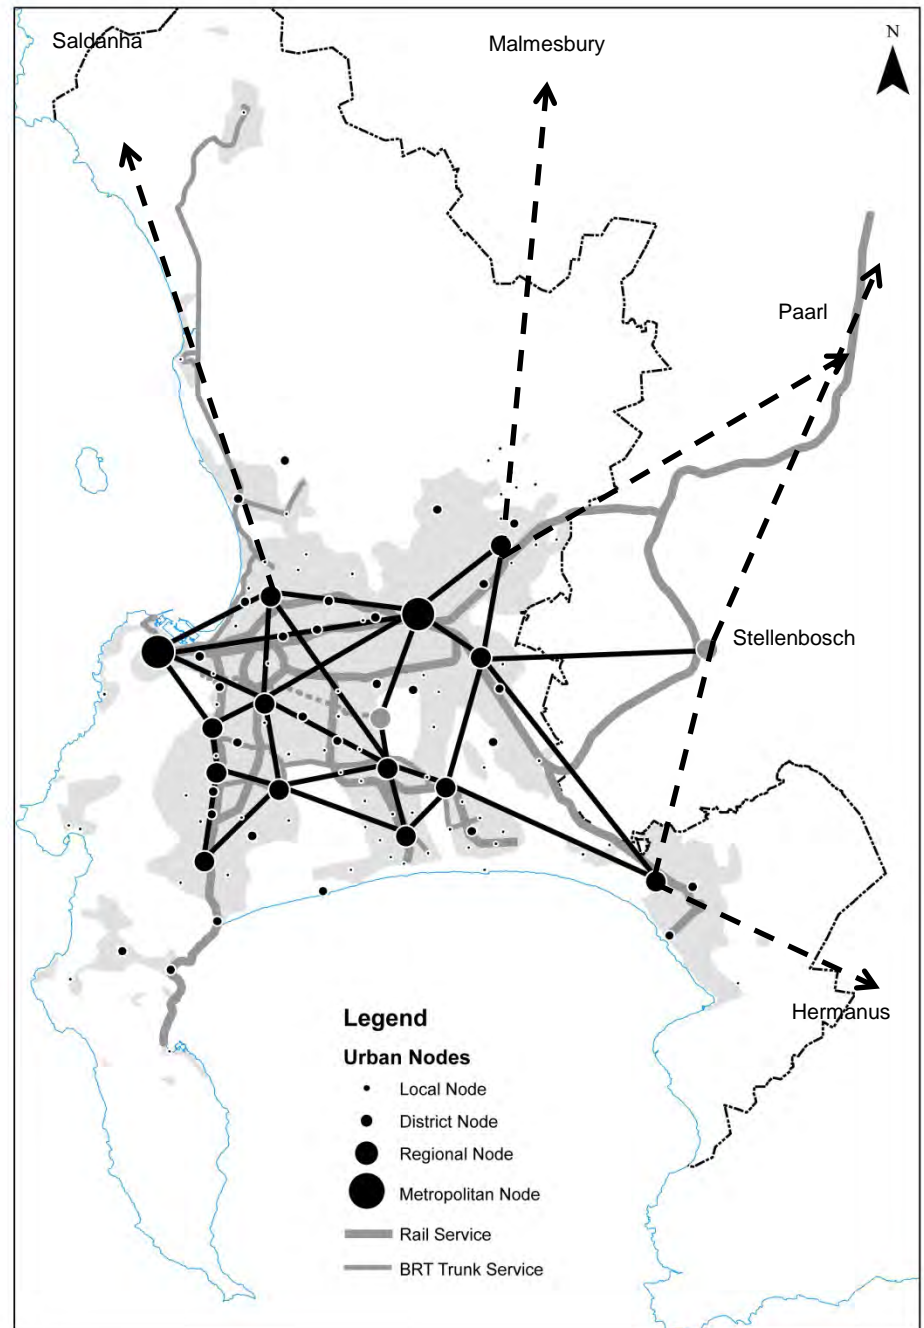 Saldanha
Malmesbury
N
Paarl
Stellenbosch
Hermanus
Legend
Urban Nodes
Local Node
District Node
Regional Node
Metropolitan Node
Rail Service
BRT Trunk Service